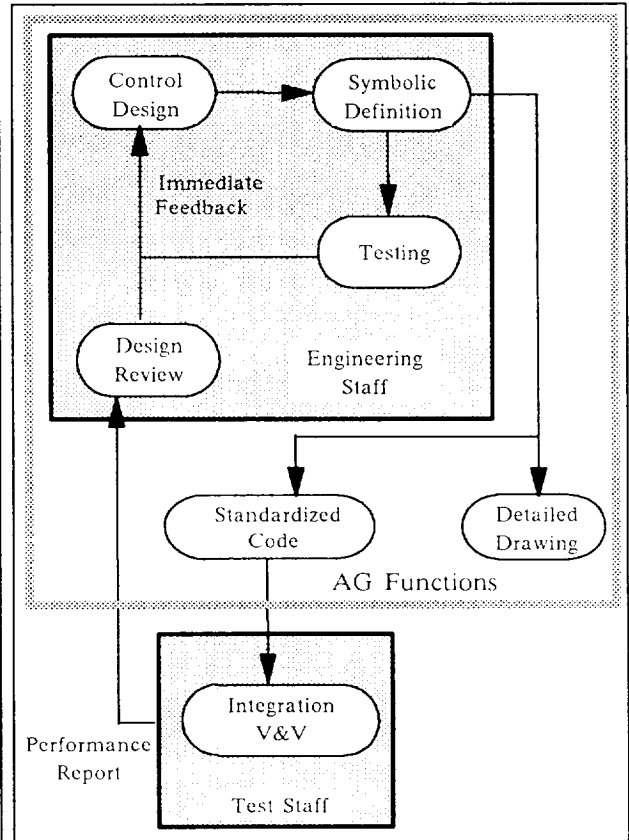 Control
Design
Symbolic
Definition
Immediate
Feedback
Testing
Design
Review
Engineering
Staff
Standardized
Code
Detailed
Drawing
AG Functions
Integration
V&V
Performance
Report
Test Staff